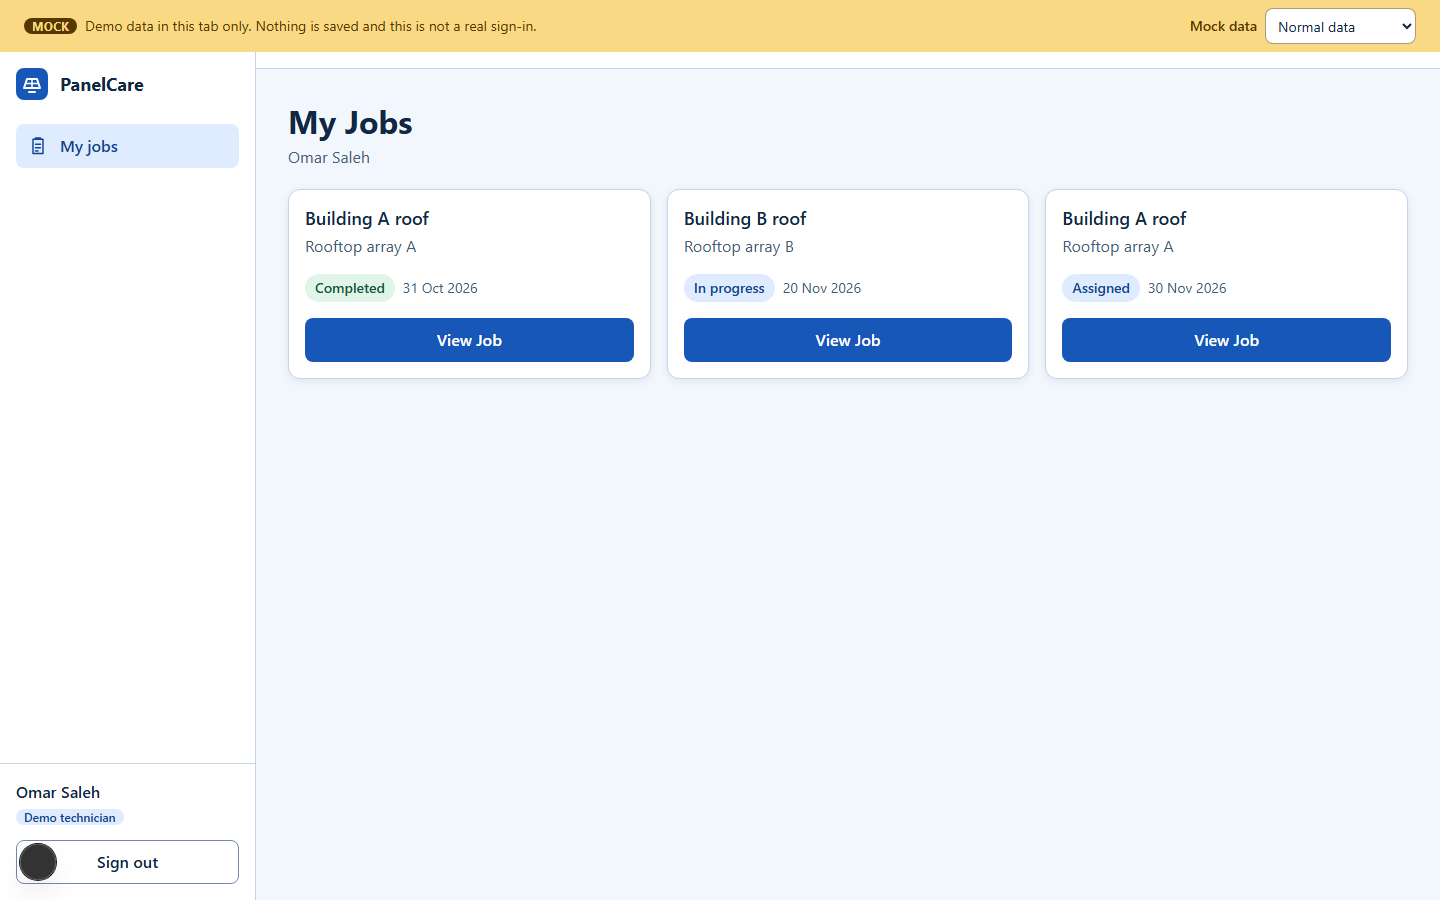 MOCK Demo data in this tab only. Nothing is saved and this is not a real sign-in. Mock data Normal data
PanelCare
My jobs
My Jobs
Omar Saleh
Building A roof
Rooftop array A
Completed 31 Oct 2026
View Job
Building B roof
Rooftop array B
In progress 20 Nov 2026
View Job
Building A roof
Rooftop array A
Assigned 30 Nov 2026
View Job
Omar Saleh
Demo technician
Sign out